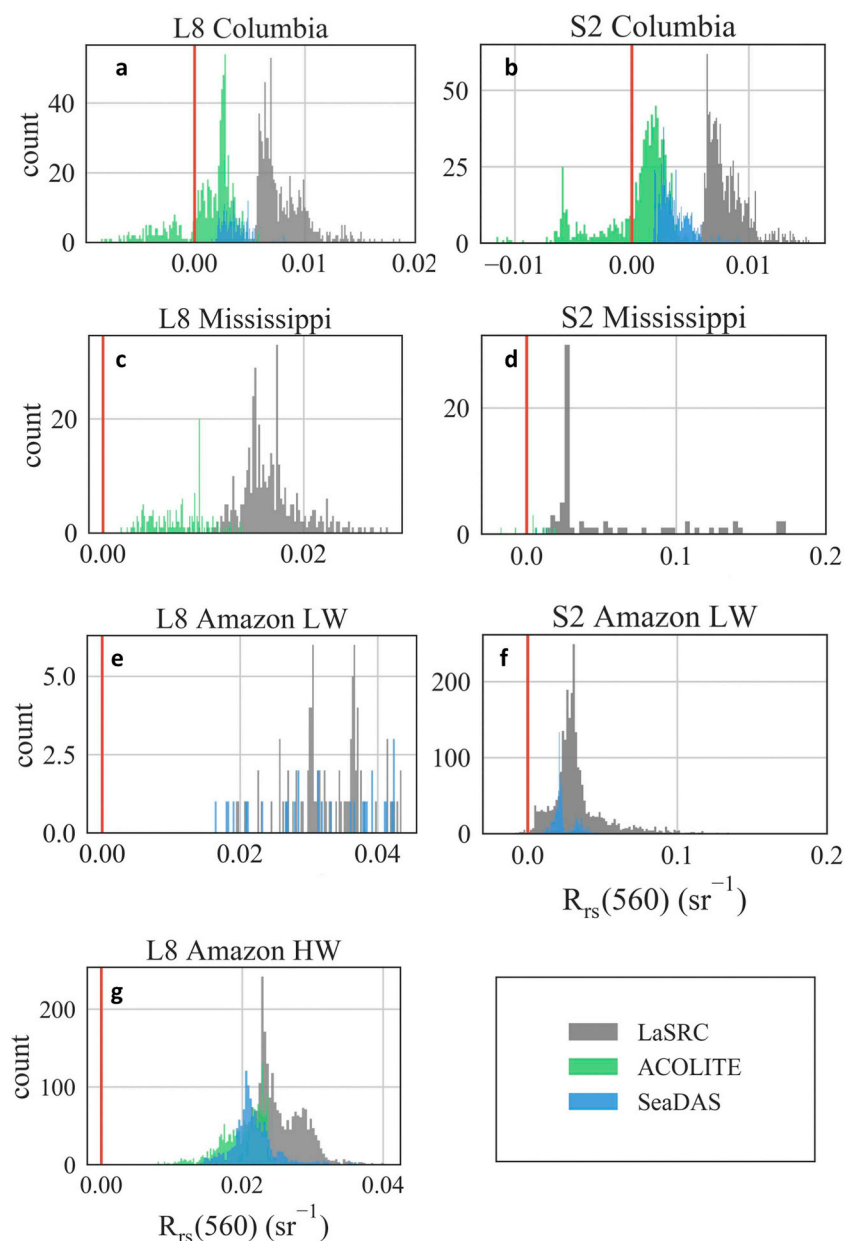 L8 Columbia
a
count
40
20
0
0.00
0.01
0.02
S2 Columbia
b
50
25
0
−0.01
0.00
0.01
L8 Mississippi
c
count
20
0
0.00
0.02
S2 Mississippi
d
20
0
0.0
0.1
0.2
L8 Amazon LW
e
count
5.0
2.5
0.0
0.00
0.02
0.04
S2 Amazon LW
f
200
100
0
0.0
0.1
0.2
Rrs(560) (sr−1)
L8 Amazon HW
g
count
200
100
0
0.00
0.02
0.04
Rrs(560) (sr−1)
LaSRC
ACOLITE
SeaDAS